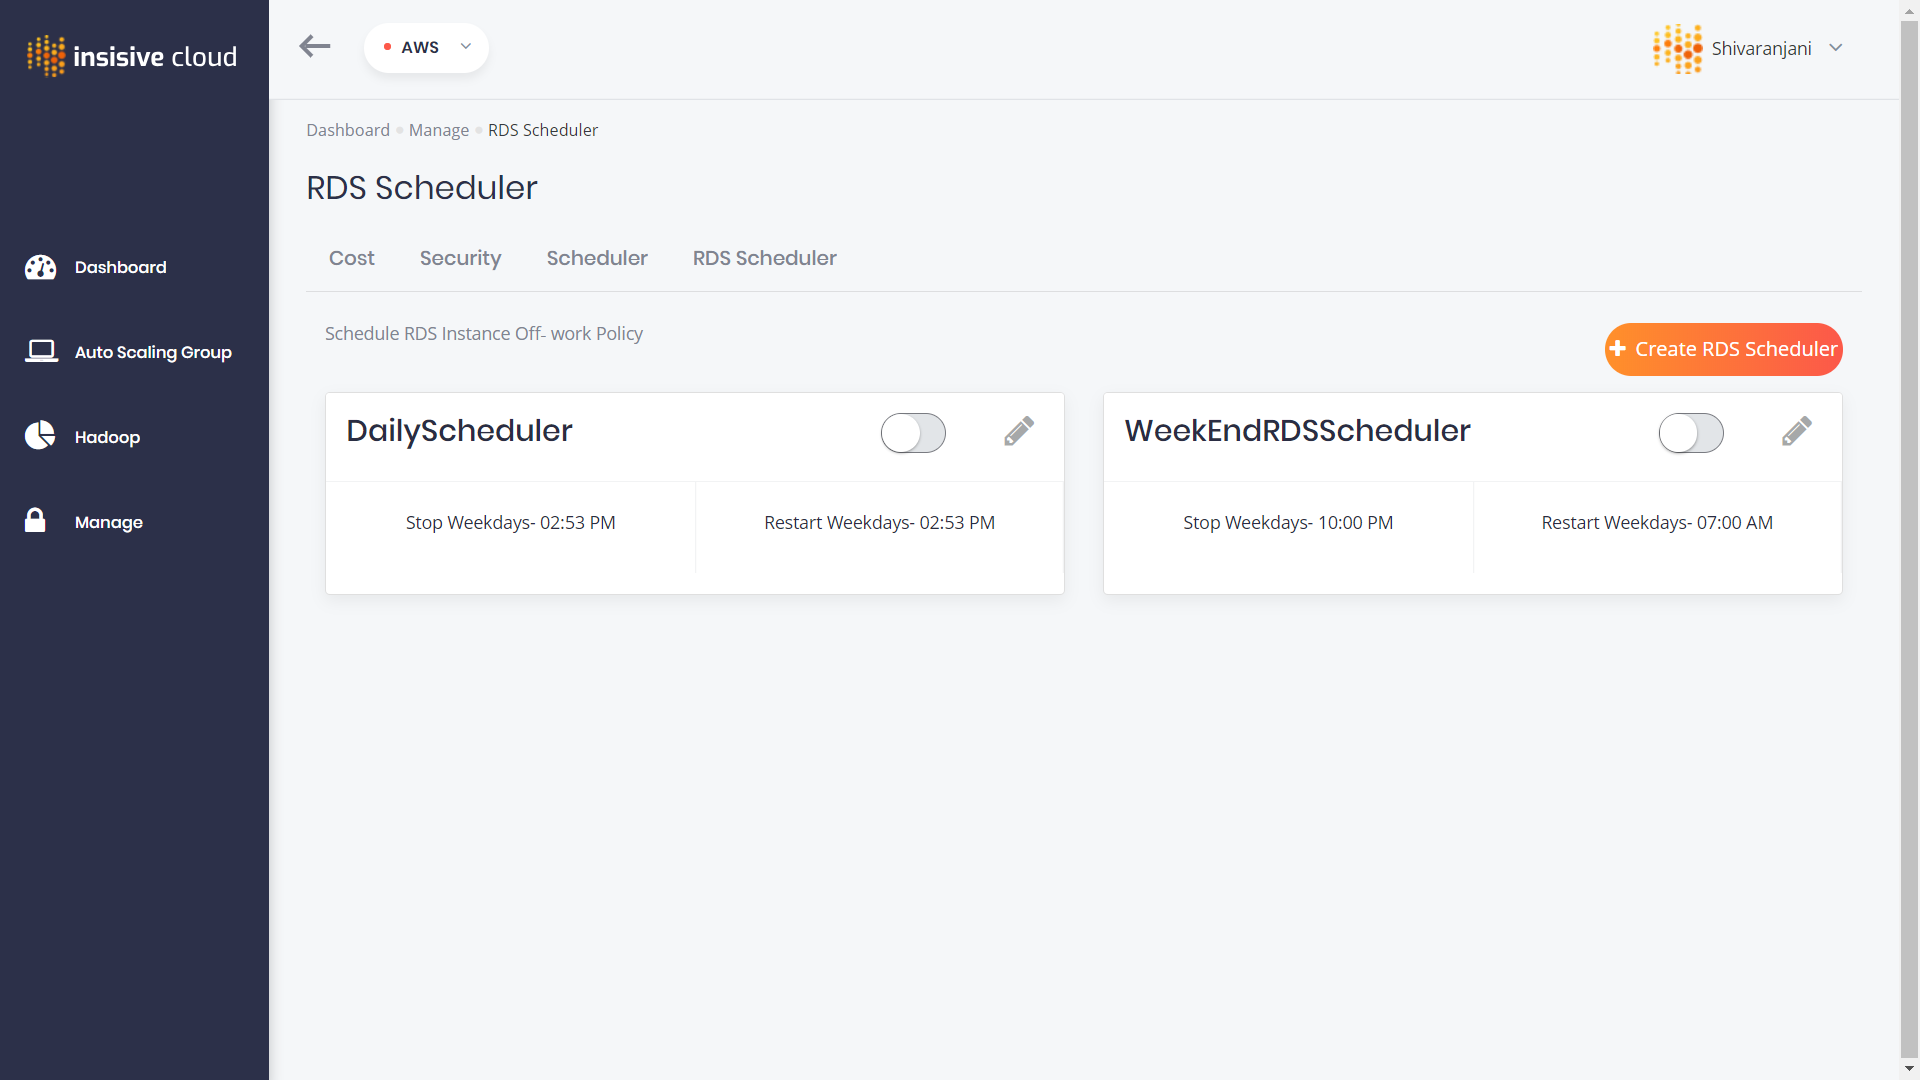 insisive cloud
AWS
Shivaranjani
Dashboard
Auto Scaling Group
Hadoop
Manage
Dashboard Manage RDS Scheduler
RDS Scheduler
Cost Security Scheduler RDS Scheduler
Schedule RDS Instance Off- work Policy
Create RDS Scheduler
DailyScheduler
Stop Weekdays- 02:53 PM
Restart Weekdays- 02:53 PM
WeekEndRDSScheduler
Stop Weekdays- 10:00 PM
Restart Weekdays- 07:00 AM